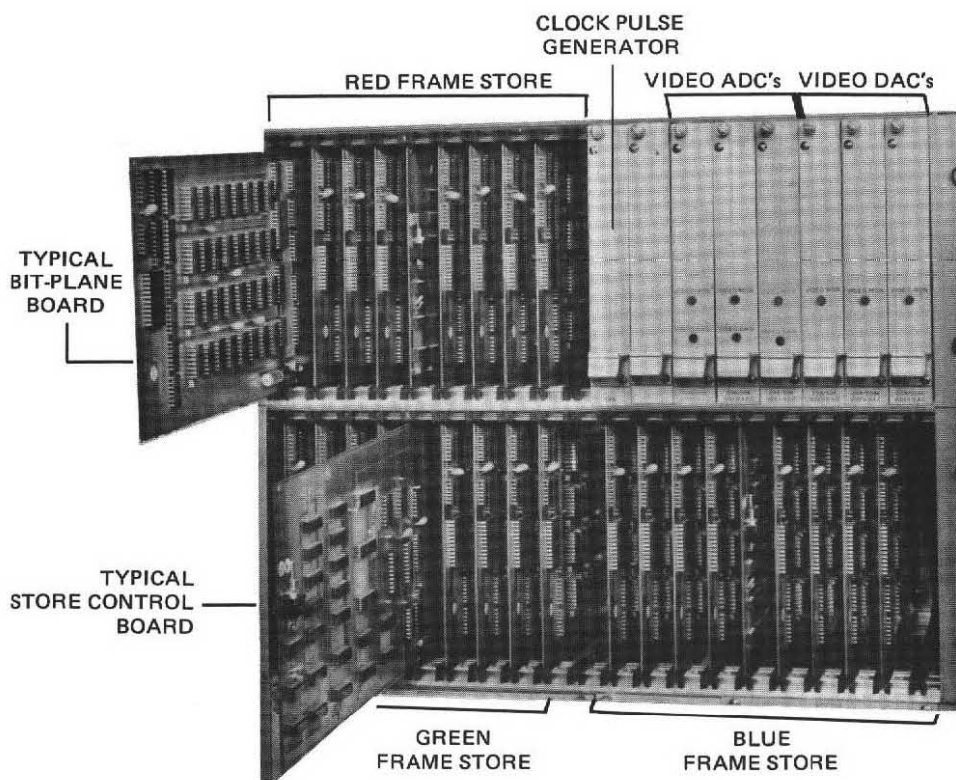 CLOCK PULSE
GENERATOR
RED FRAME STORE
VIDEO ADC's
VIDEO DAC's
TYPICAL
BIT-PLANE
BOARD
TYPICAL
STORE CONTROL
BOARD
GREEN
FRAME STORE
BLUE
FRAME STORE